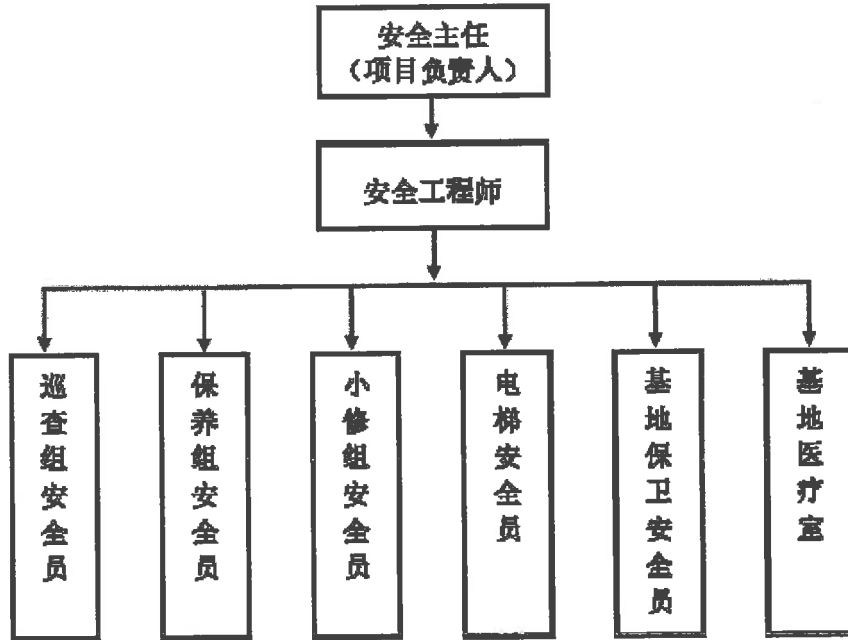 安全主任
（项目负责人）
安全工程师
巡查组安全员
保养组安全员
小修组安全员
电梯安全员
基地保卫安全员
基地医疗室